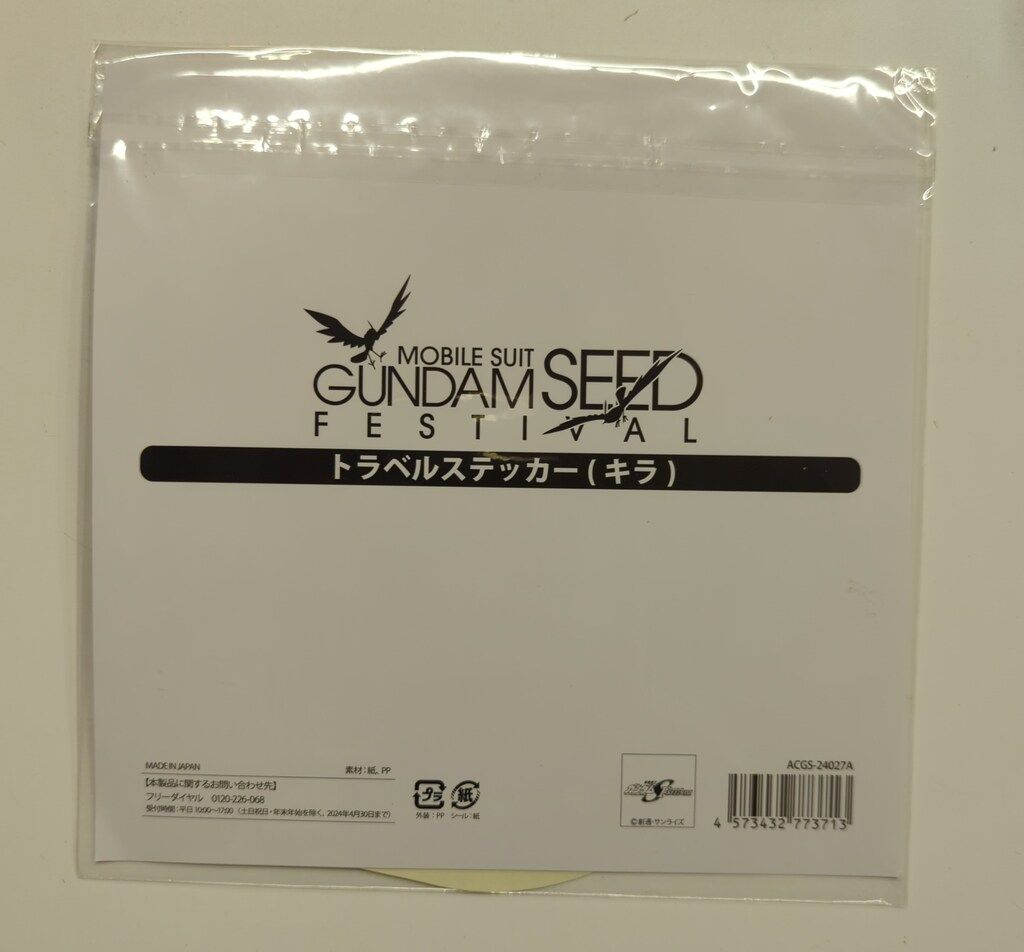 MOBILE SUIT
GUNDAM SEED
FESTIVAL
トラベルステッカー(キラ)
MADE IN JAPAN
素材：紙、PP
【本製品に関するお問い合わせ先】
フリーダイヤル 0120-226-068
受付時間：平日 10:00～17:00 （土日祝日・年末年始を除く、2024年4月30日まで）
プラ
外装：PP
紙
シール：紙
©創通・サンライズ
ACGS-24027A
4 573432 773713